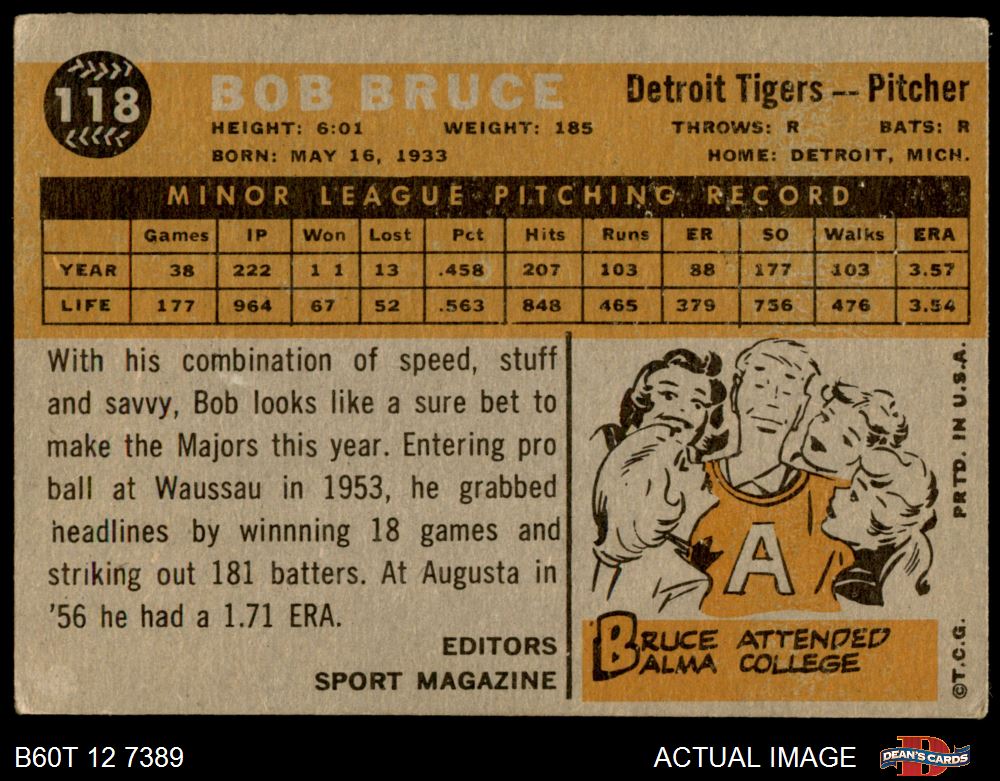 118
BOB BRUCE
Detroit Tigers -- Pitcher
HEIGHT: 6:01 WEIGHT: 185 THROWS: R BATS: R
BORN: MAY 16, 1933 HOME: DETROIT, MICH.
MINOR LEAGUE PITCHING RECORD
Games IP Won Lost Pct Hits Runs ER SO Walks ERA
YEAR 38 222 1 1 13 .458 207 103 88 177 103 3.57
LIFE 177 964 67 52 .563 848 465 379 756 476 3.54
With his combination of speed, stuff
and savvy, Bob looks like a sure bet to
make the Majors this year. Entering pro
ball at Waussau in 1953, he grabbed
headlines by winnning 18 games and
striking out 181 batters. At Augusta in
'56 he had a 1.71 ERA.
EDITORS
SPORT MAGAZINE
A
BRUCE ATTENDED
ALMA COLLEGE
PRTD. IN U.S.A.
©T.C.G.
B60T 12 7389
ACTUAL IMAGE
DEAN'S CARDS